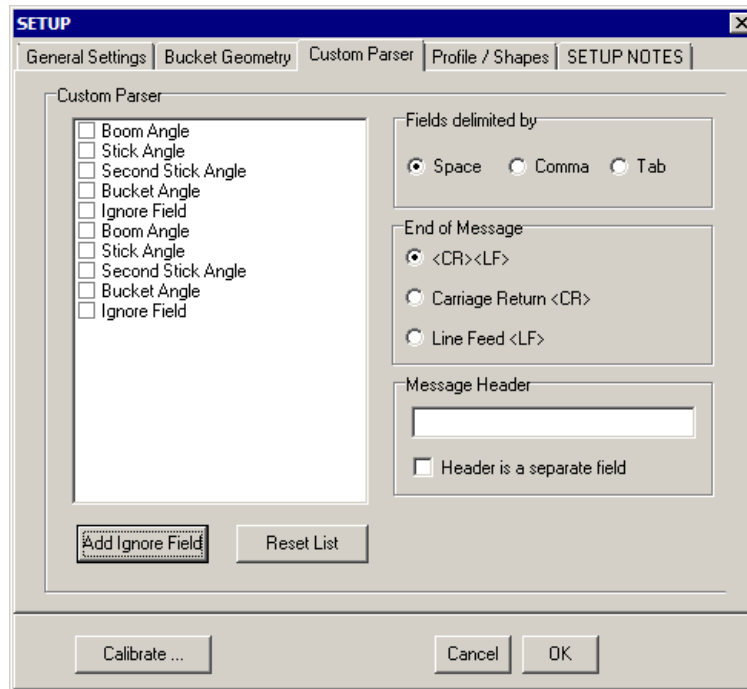 SETUP
General Settings Bucket Geometry Custom Parser Profile / Shapes SETUP NOTES
Custom Parser
Boom Angle
Stick Angle
Second Stick Angle
Bucket Angle
Ignore Field
Boom Angle
Stick Angle
Second Stick Angle
Bucket Angle
Ignore Field
Add Ignore Field Reset List
Fields delimited by
Space Comma Tab
End of Message
<CR><LF>
Carriage Return <CR>
Line Feed <LF>
Message Header
Header is a separate field
Calibrate ... Cancel OK